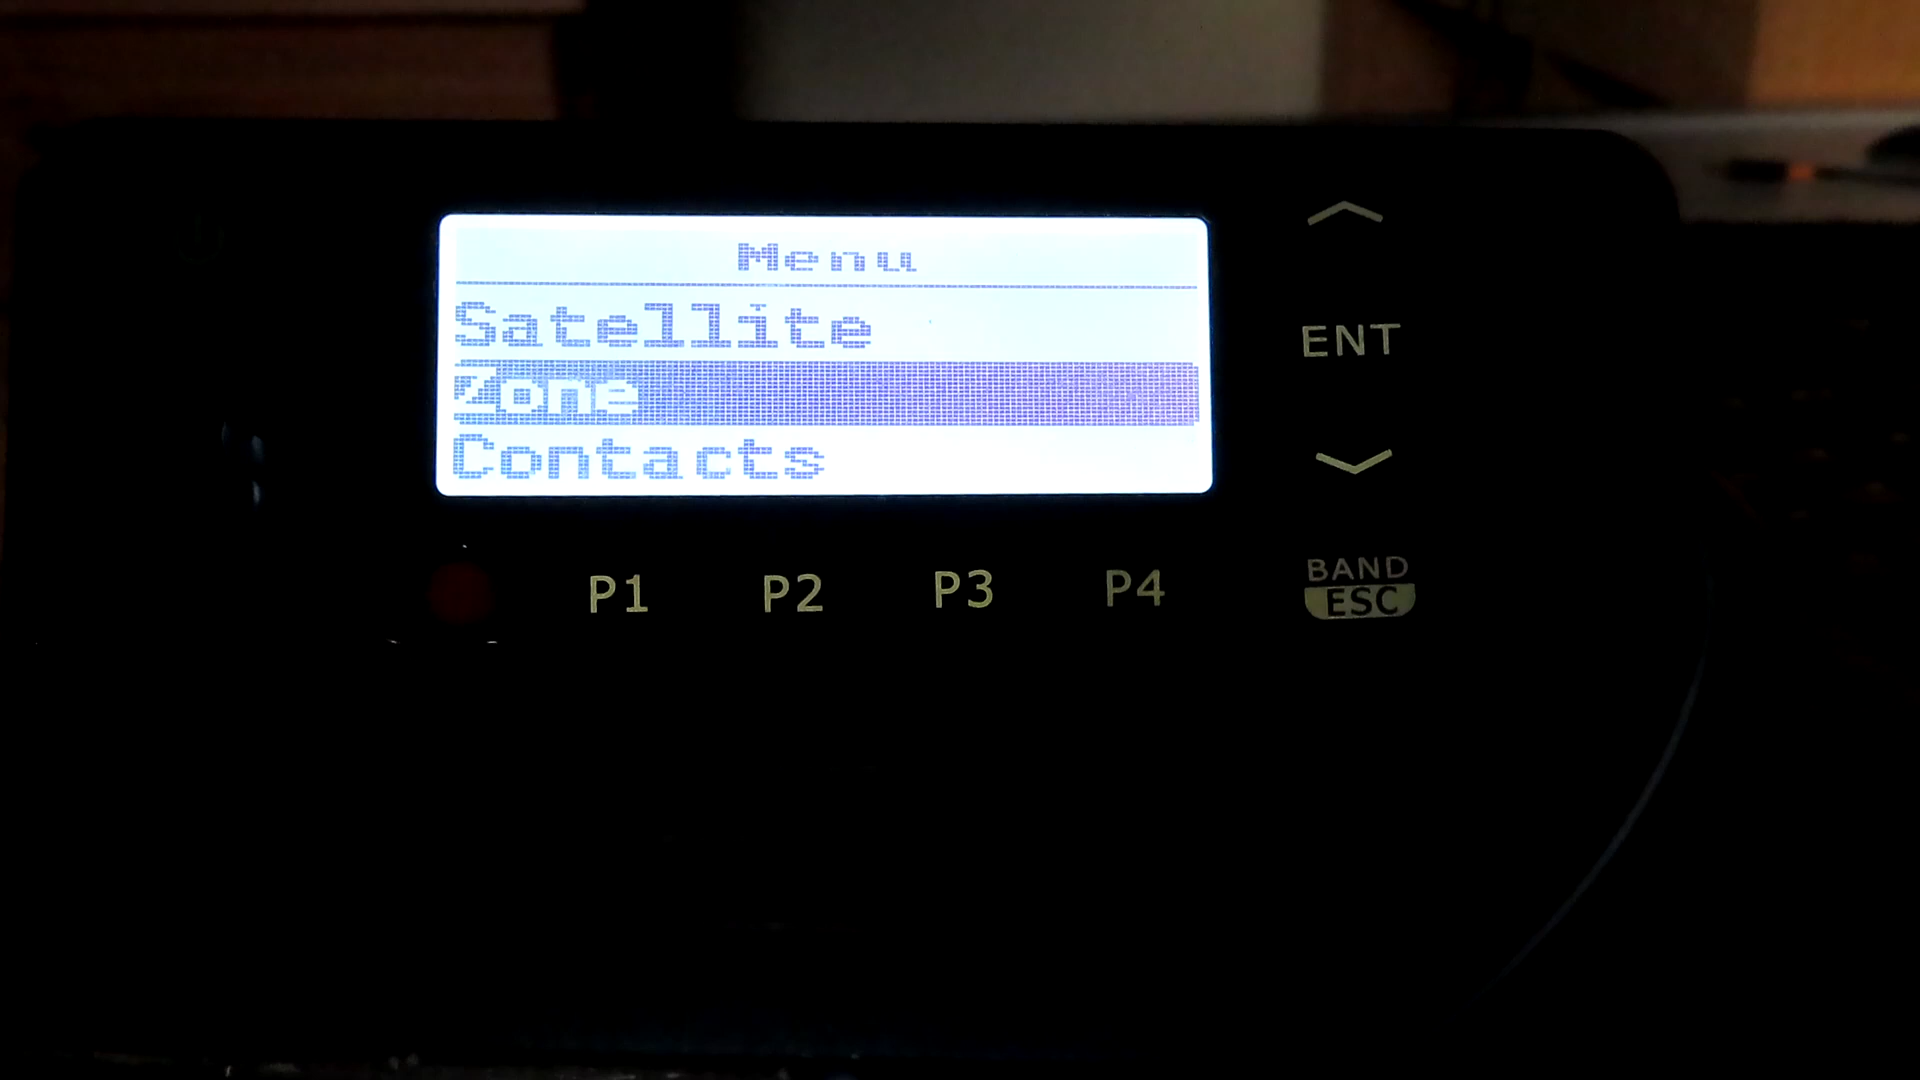 Menu
Satellite
Zone
Contacts
ENT
P1 P2 P3 P4
BAND
ESC